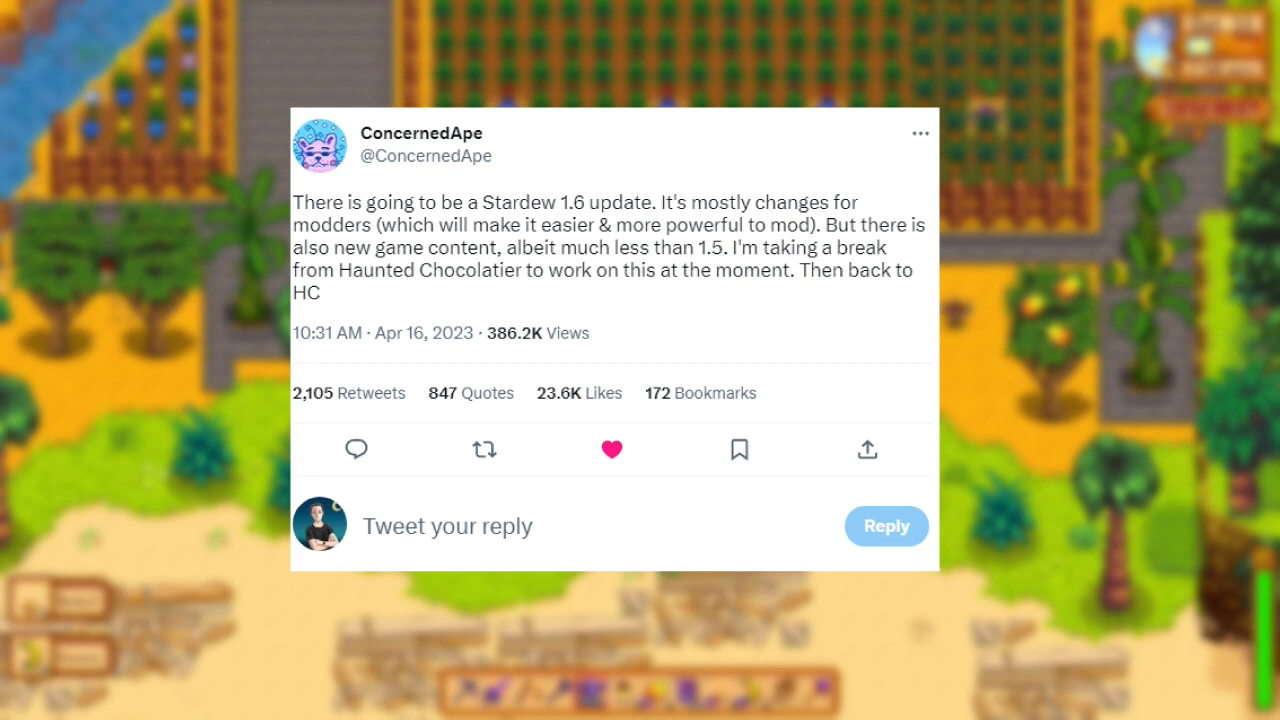 ConcernedApe
@ConcernedApe
There is going to be a Stardew 1.6 update. It's mostly changes for
modders (which will make it easier & more powerful to mod). But there is
also new game content, albeit much less than 1.5. I'm taking a break
from Haunted Chocolatier to work on this at the moment. Then back to
HC
10:31 AM · Apr 16, 2023 · 386.2K Views
2,105 Retweets 847 Quotes 23.6K Likes 172 Bookmarks
Tweet your reply
Reply